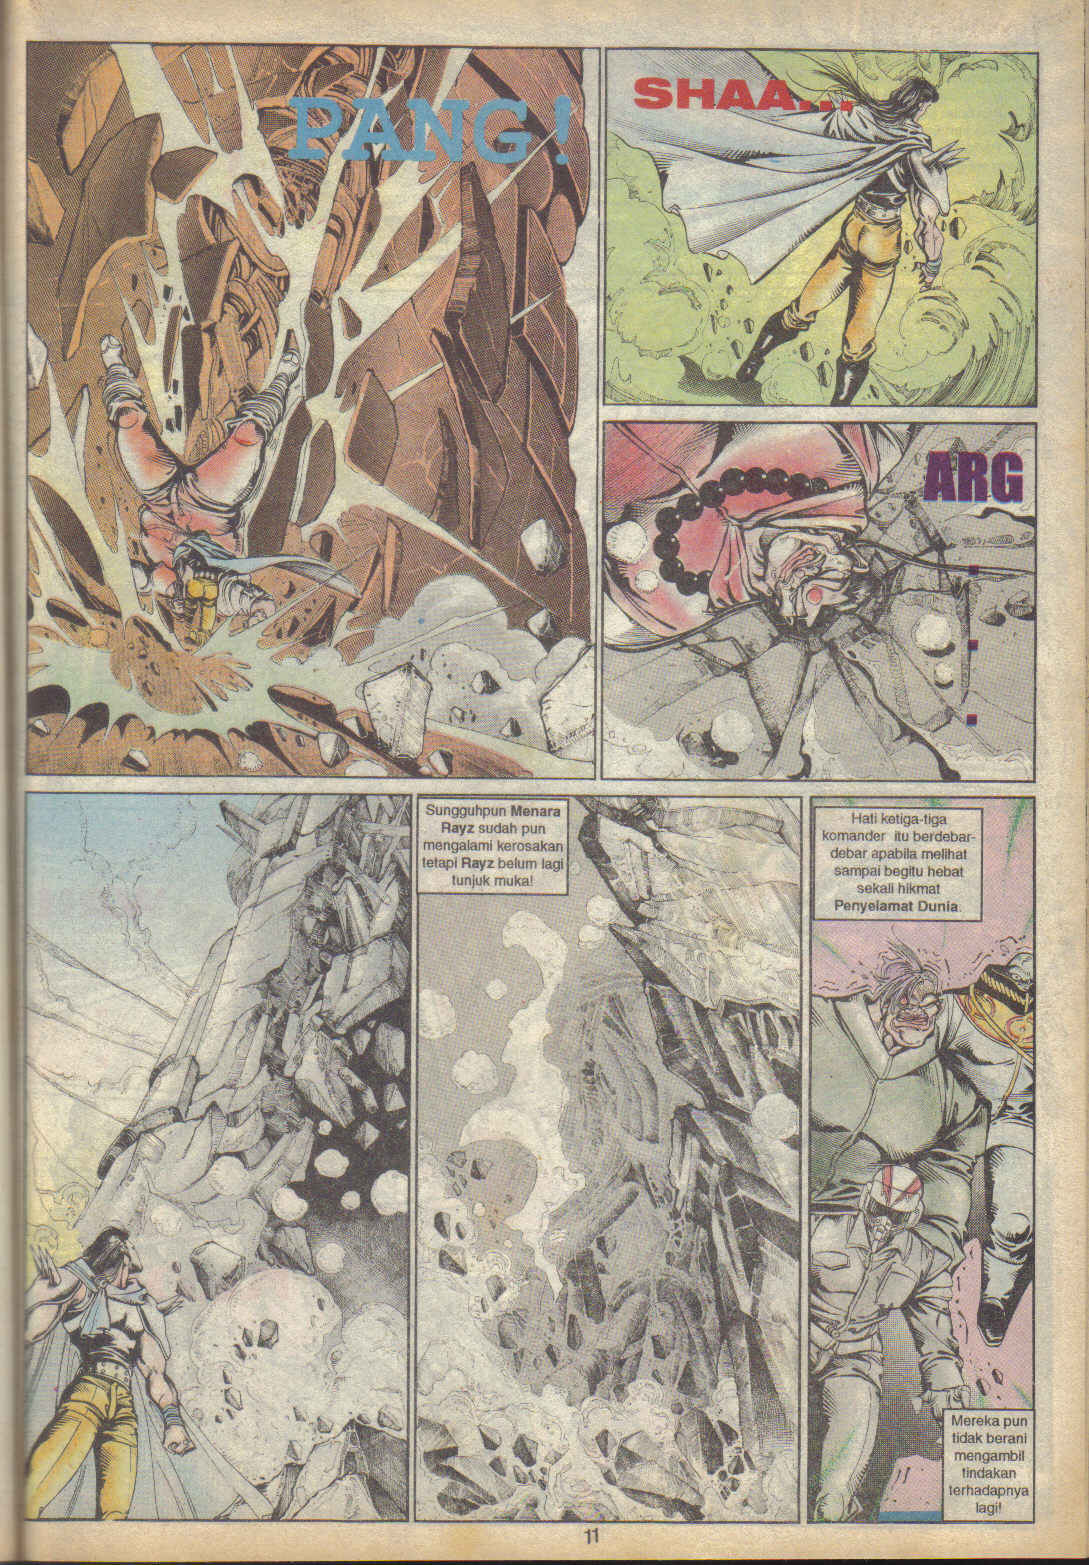 PANG!
SHAA...
ARG
Sungguhpun Menara
Rayz sudah pun
mengalami kerosakan
tetapi Rayz belum lagi
tunjuk muka!
Hati ketiga-tiga
komander itu berdebar-
debar apabila melihat
sampai begitu hebat
sekali hikmat
Penyelamat Dunia.
Mereka pun
tidak berani
mengambil
tindakan
terhadapnya
lagi!
11